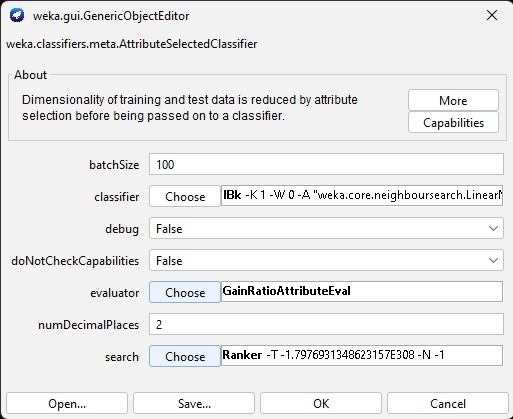 weka.gui.GenericObjectEditor
weka.classifiers.meta.AttributeSelectedClassifier
About
Dimensionality of training and test data is reduced by attribute
selection before being passed on to a classifier.
More
Capabilities
batchSize 100
classifier Choose IBk -K 1 -W 0 -A "weka.core.neighboursearch.LinearN
debug False
doNotCheckCapabilities False
evaluator Choose GainRatioAttributeEval
numDecimalPlaces 2
search Choose Ranker -T -1.7976931348623157E308 -N -1
Open... Save... OK Cancel